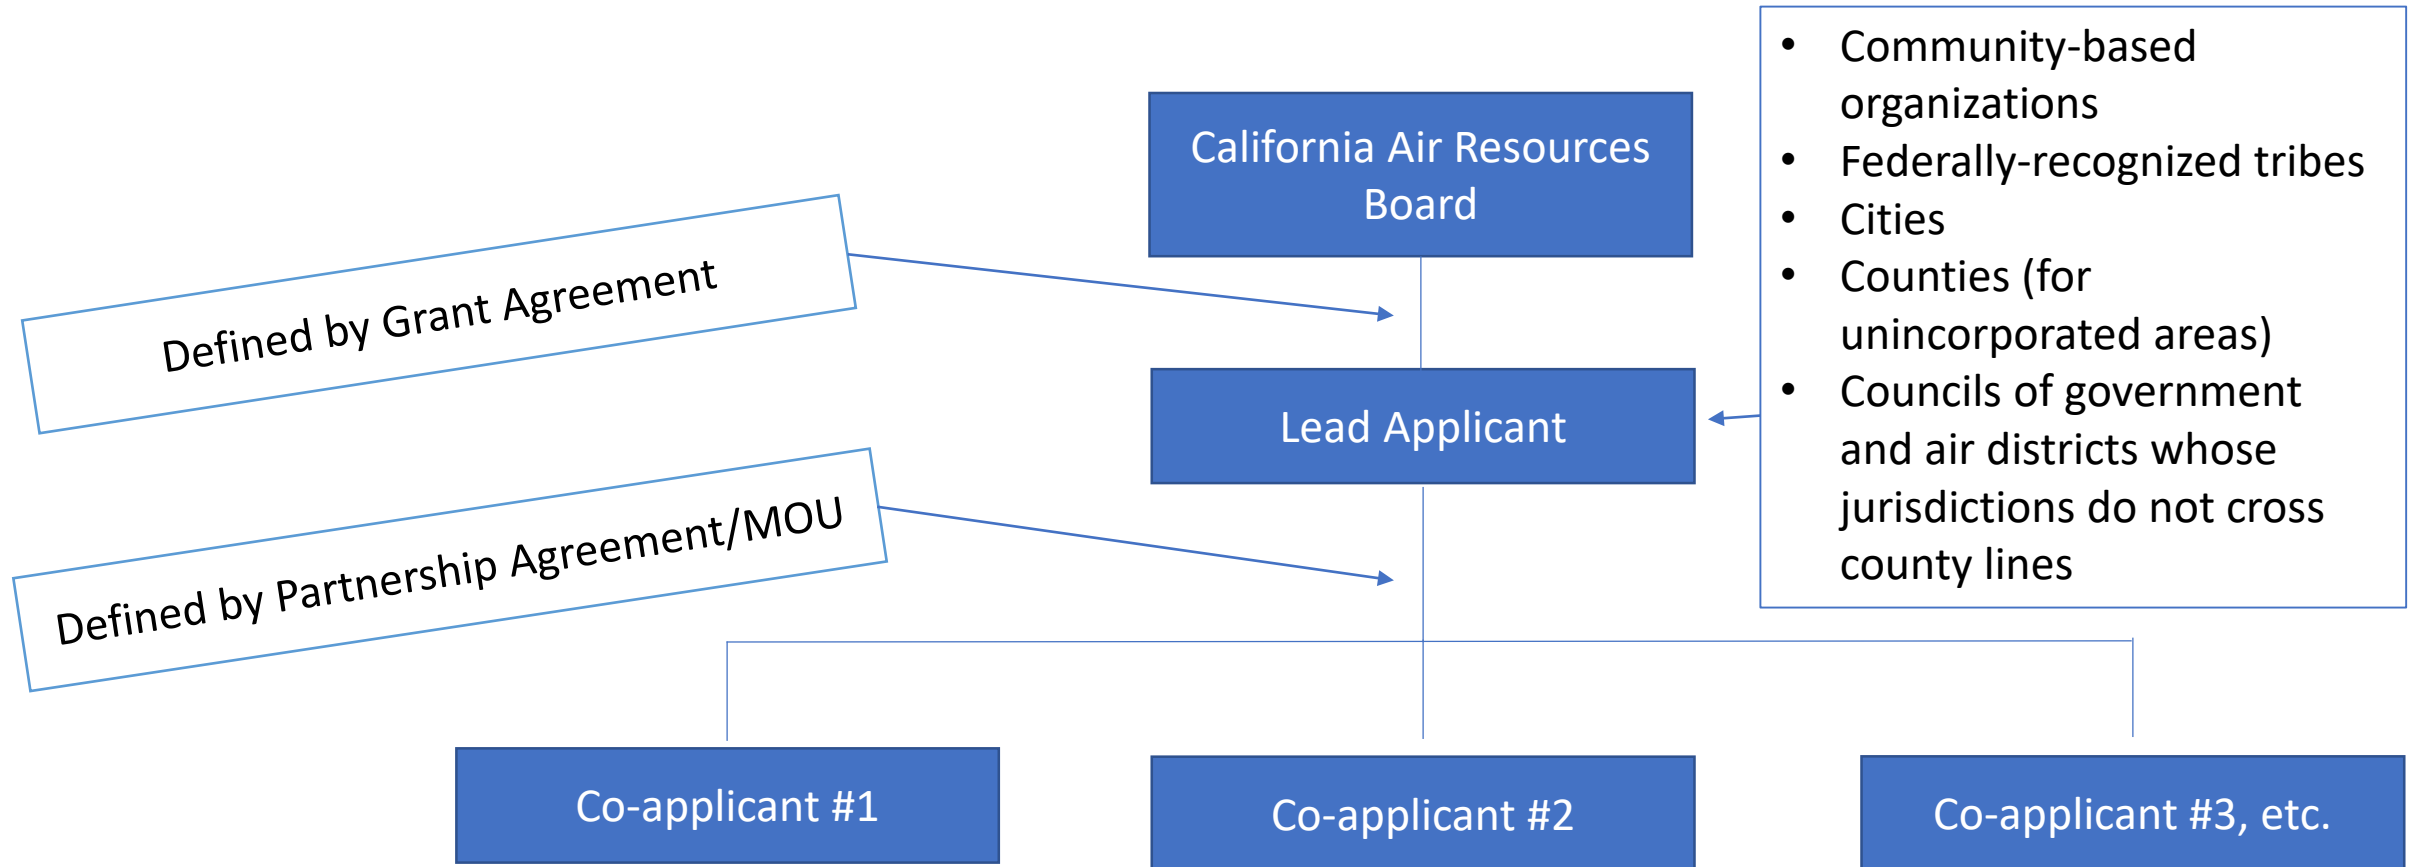 California Air Resources
Board
Defined by Grant Agreement
Lead Applicant
• Community-based
organizations
• Federally-recognized tribes
• Cities
• Counties (for
unincorporated areas)
• Councils of government
and air districts whose
jurisdictions do not cross
county lines
Defined by Partnership Agreement/MOU
Co-applicant #1
Co-applicant #2
Co-applicant #3, etc.